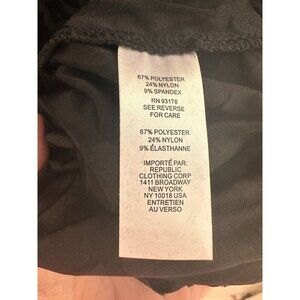 67% POLYESTER
24% NYLON
9% SPANDEX
RN 93178
SEE REVERSE
FOR CARE
67% POLYESTER
24% NYLON
9% ÉLASTHANNE
IMPORTÉ PAR:
REPUBLIC
CLOTHING CORP
1411 BROADWAY
NEW YORK
NY 10018 USA
ENTRETIEN
AU VERSO